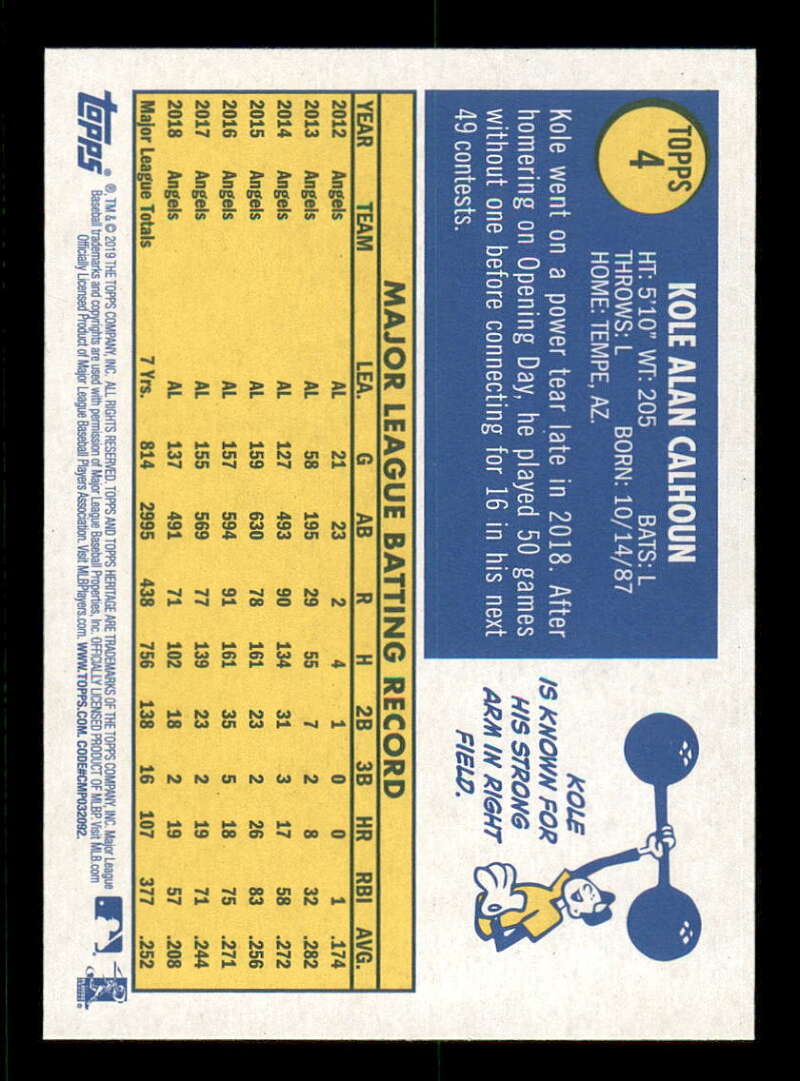 TOPPS
4
KOLE ALAN CALHOUN
HT: 5'10" WT: 205 BATS: L
THROWS: L BORN: 10/14/87
HOME: TEMPE, AZ.
Kole went on a power tear late in 2018. After
homering on Opening Day, he played 50 games
without one before connecting for 16 in his next
49 contests.
KOLE
IS KNOWN FOR
HIS STRONG
ARM IN RIGHT
FIELD.
MAJOR LEAGUE BATTING RECORD
YEAR TEAM LEA. G AB R H 2B 3B HR RBI AVG.
2012 Angels AL 21 23 2 4 1 0 0 1 .174
2013 Angels AL 58 195 29 55 7 2 8 32 .282
2014 Angels AL 127 493 90 134 31 3 17 58 .272
2015 Angels AL 159 630 78 161 23 2 26 83 .256
2016 Angels AL 157 594 91 161 35 5 18 75 .271
2017 Angels AL 155 569 77 139 23 2 19 71 .244
2018 Angels AL 137 491 71 102 18 2 19 57 .208
Major League Totals 7 Yrs. 814 2995 438 756 138 16 107 377 .252
topps
®, TM & © 2019 THE TOPPS COMPANY, INC. ALL RIGHTS RESERVED. TOPPS AND TOPPS HERITAGE ARE TRADEMARKS OF THE TOPPS COMPANY, INC. Major League
Baseball trademarks and copyrights are used with permission of Major League Baseball Properties, Inc. OFFICIALLY LICENSED PRODUCT OF MLBP. Visit MLB.com
Officially Licensed Product of Major League Baseball Players Association. Visit MLBPlayers.com. WWW.TOPPS.COM. CODE#CMP032092.